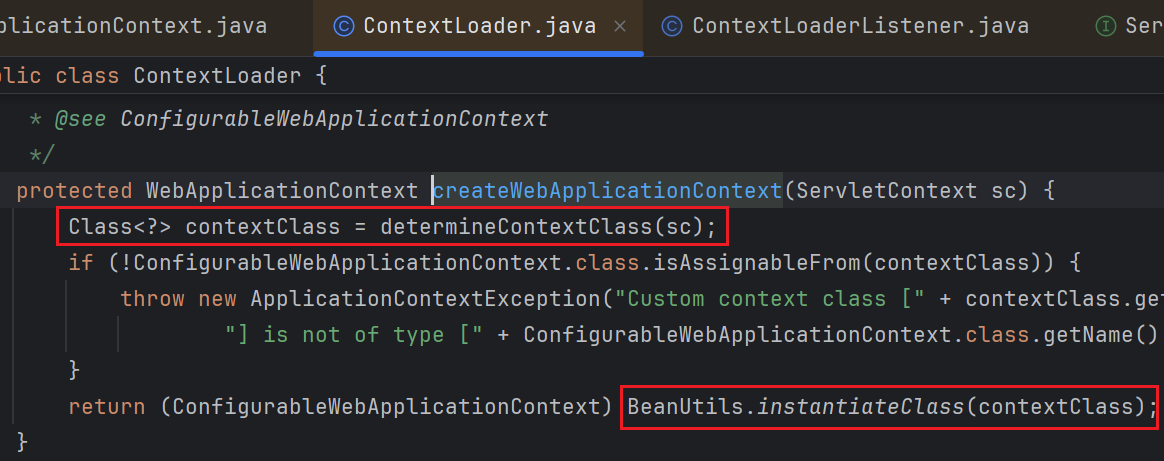 plicationContext.java ContextLoader.java ContextLoaderListener.java Ser
lic class ContextLoader {
* @see ConfigurableWebApplicationContext
*/
protected WebApplicationContext createWebApplicationContext(ServletContext sc) {
Class<?> contextClass = determineContextClass(sc);
if (!ConfigurableWebApplicationContext.class.isAssignableFrom(contextClass)) {
throw new ApplicationContextException("Custom context class [" + contextClass.get
"] is not of type [" + ConfigurableWebApplicationContext.class.getName()
}
return (ConfigurableWebApplicationContext) BeanUtils.instantiateClass(contextClass);
}